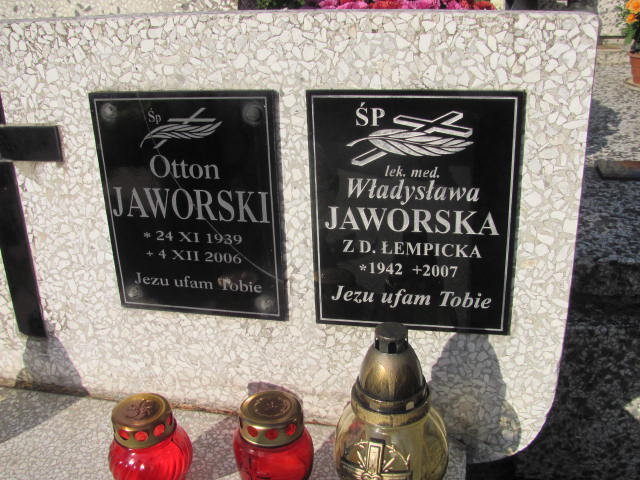 Śp
Otton
JAWORSKI
* 24 XI 1939
+ 4 XII 2006
Jezu ufam Tobie
ŚP
lek. med.
Władysława
JAWORSKA
Z D. ŁEMPICKA
*1942 +2007
Jezu ufam Tobie